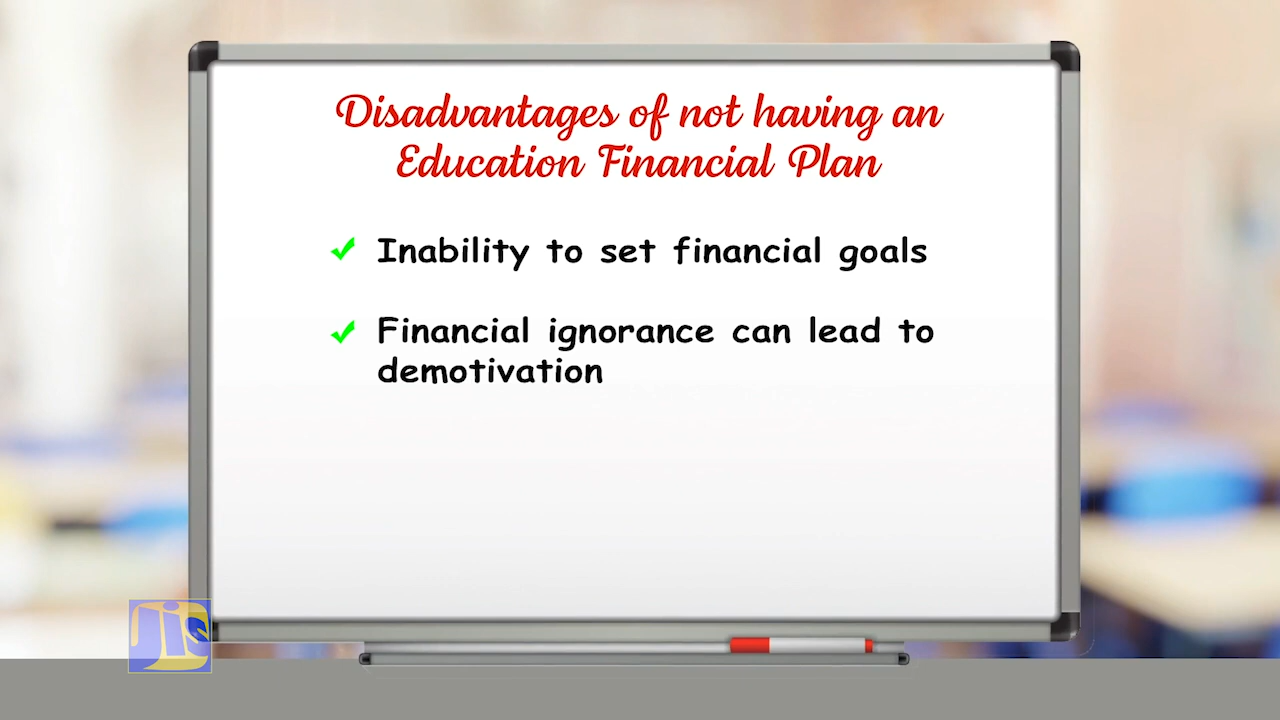 Disadvantages of not having an
Education Financial Plan
Inability to set financial goals
Financial ignorance can lead to
demotivation
JIS